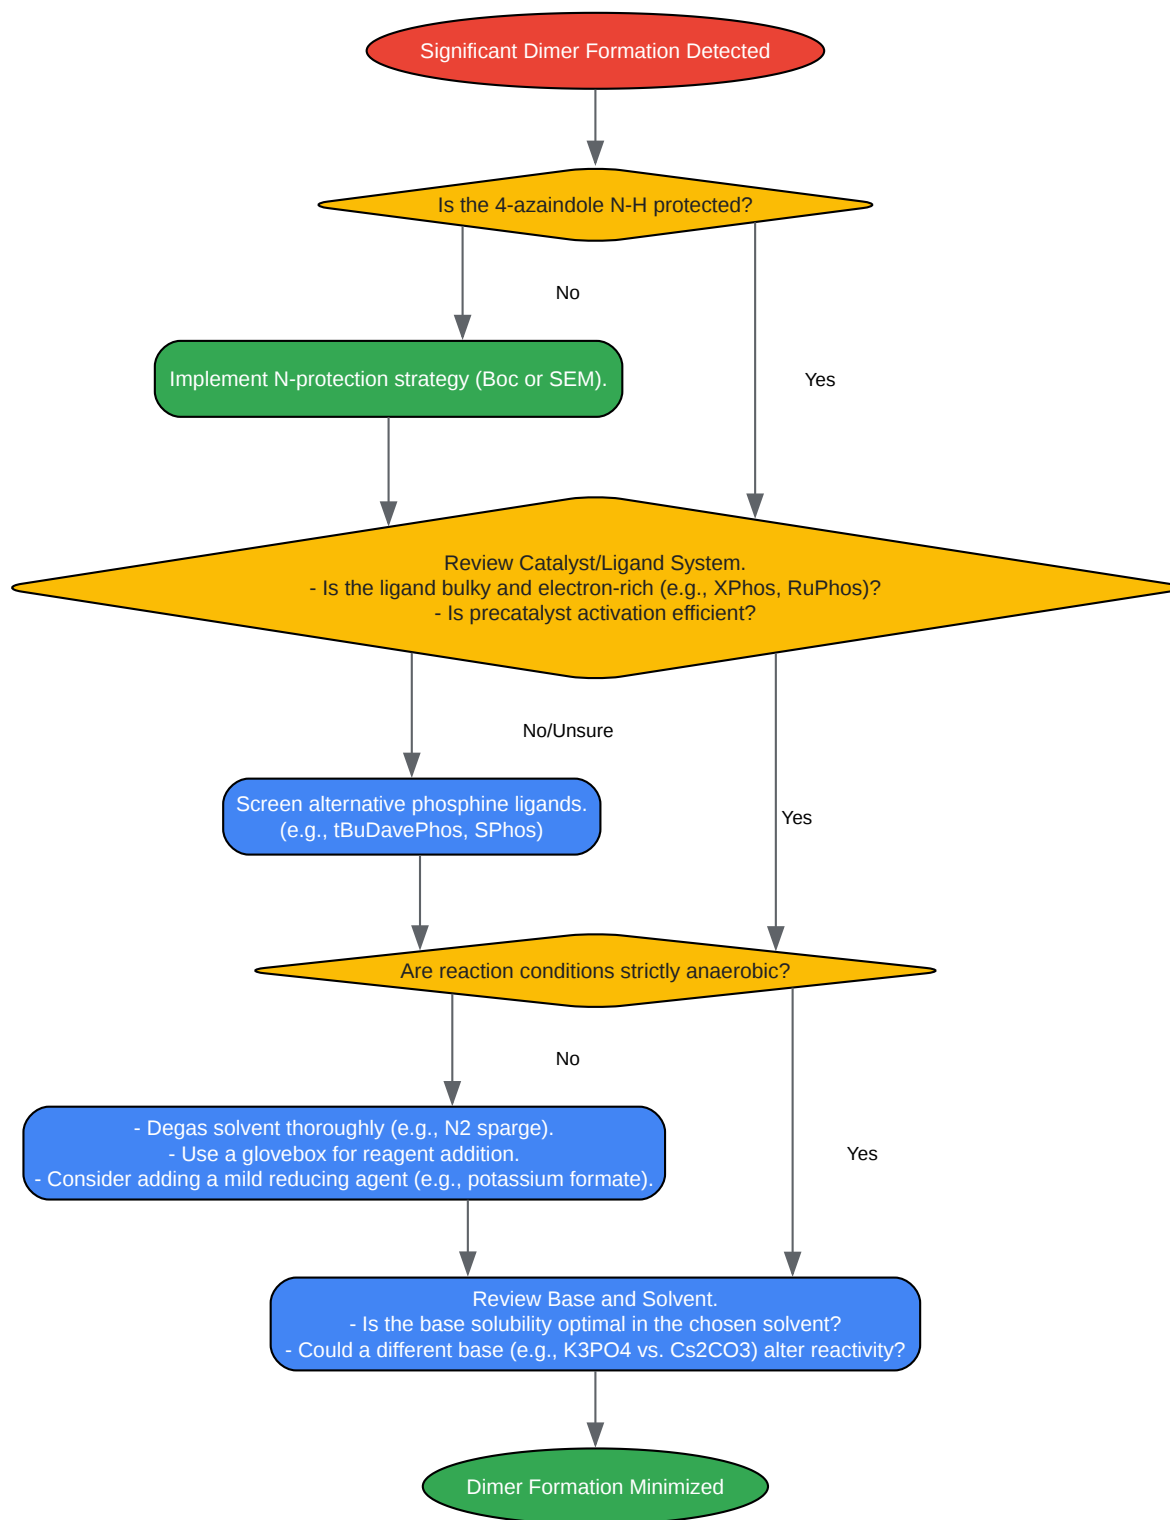 Significant Dimer Formation Detected
Is the 4-azaindole N-H protected?
No
Implement N-protection strategy (Boc or SEM).
Yes
Review Catalyst/Ligand System.
- Is the ligand bulky and electron-rich (e.g., XPhos, RuPhos)?
- Is precatalyst activation efficient?
No/Unsure
Screen alternative phosphine ligands.
(e.g., tBuDavePhos, SPhos)
Yes
Are reaction conditions strictly anaerobic?
No
- Degas solvent thoroughly (e.g., N2 sparge).
- Use a glovebox for reagent addition.
- Consider adding a mild reducing agent (e.g., potassium formate).
Yes
Review Base and Solvent.
- Is the base solubility optimal in the chosen solvent?
- Could a different base (e.g., K3PO4 vs. Cs2CO3) alter reactivity?
Dimer Formation Minimized